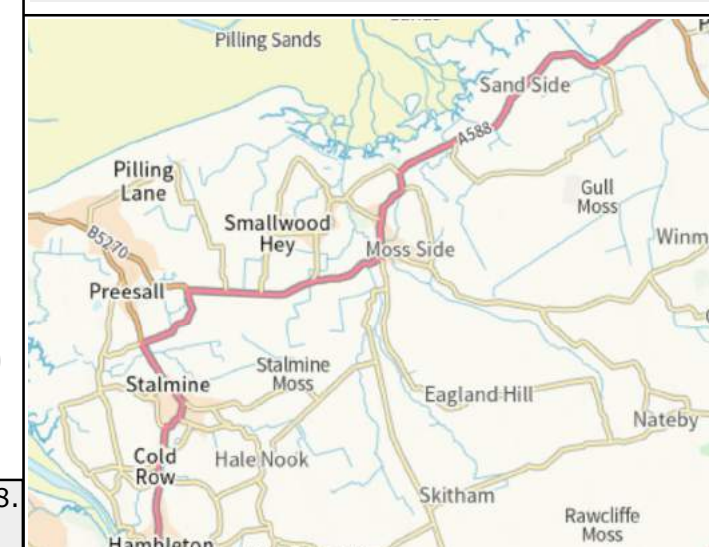 Pilling Sands
Sand Side
A588
Pilling
Lane
Gull
Moss
Smallwood
Hey
Winm
B5270
Moss Side
Preesall
Stalmine
Moss
Stalmine
Eagland Hill
Nateby
Cold
Row
Hale Nook
8.
Skitham
Rawcliffe
Moss
Hambleton